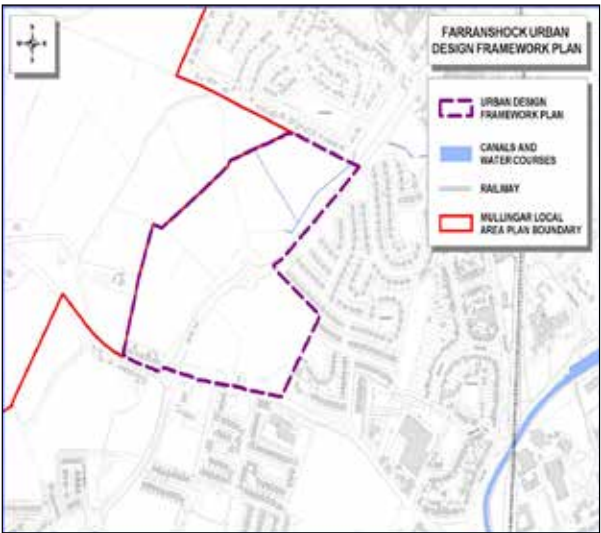 FARRANSHOCK URBAN
DESIGN FRAMEWORK PLAN
URBAN DESIGN
FRAMEWORK PLAN
CANALS AND
WATER COURSES
RAILWAY
MULLINGAR LOCAL
AREA PLAN BOUNDARY